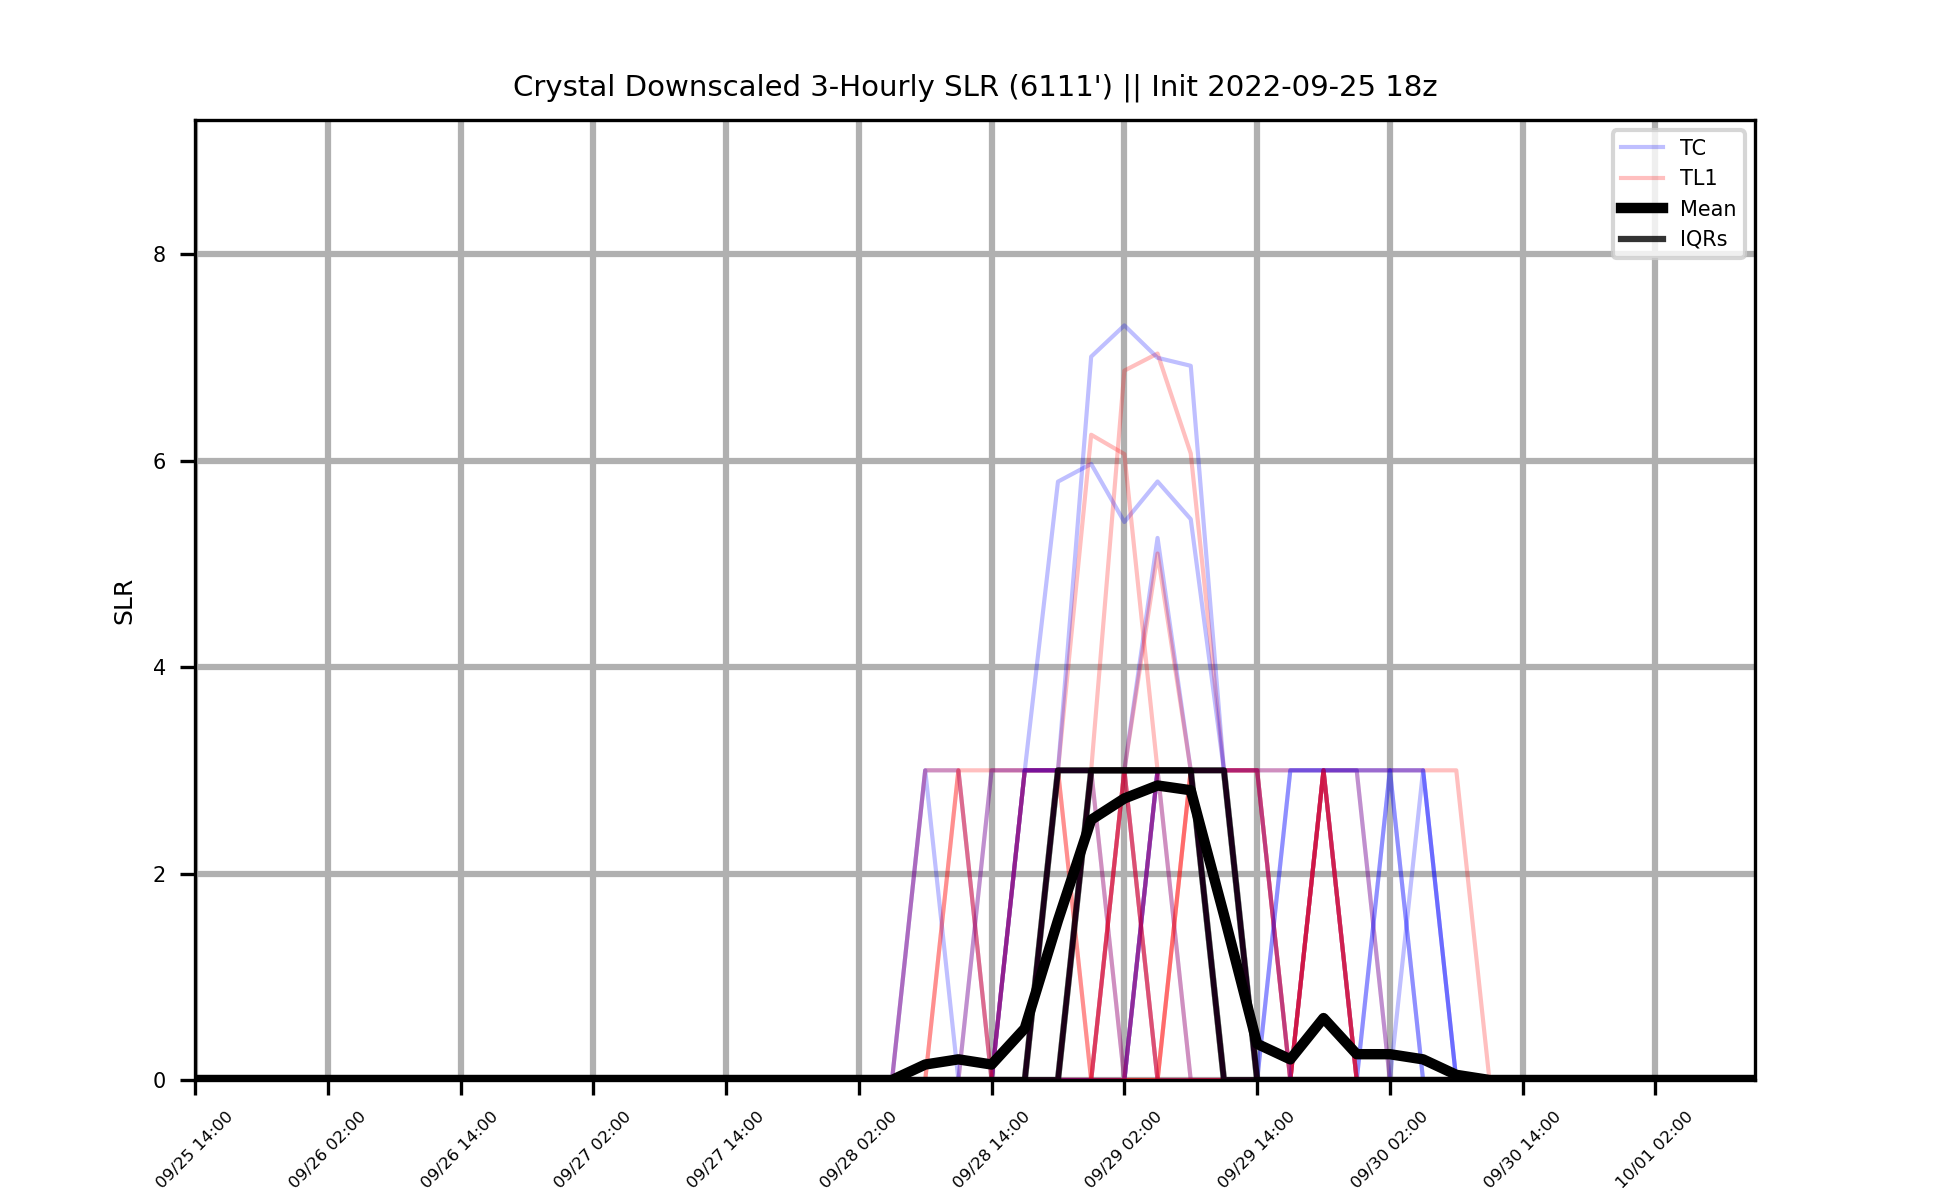 Crystal Downscaled 3-Hourly SLR (6111') || Init 2022-09-25 18z
TC
TL1
Mean
IQRs
SLR
8
6
4
2
0
09/25 14:00
09/26 02:00
09/26 14:00
09/27 02:00
09/27 14:00
09/28 02:00
09/28 14:00
09/29 02:00
09/29 14:00
09/30 02:00
09/30 14:00
10/01 02:00